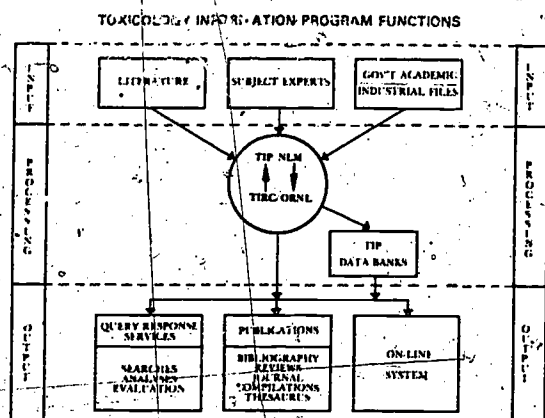 TOXICOLOGY INFORMATION PROGRAM FUNCTIONS
INPUT
LITERATURE
SUBJECT EXPERTS
GOV'T ACADEMIC
INDUSTRIAL FILES
INPUT
PROCESSING
TIP NLM
TIRC/ORNL
TIP
DATA BANKS
PROCESSING
OUTPUT
QUERY RESPONSE
SERVICES
SEARCHES
ANALYSES
EVALUATION
PUBLICATIONS
BIBLIOGRAPHY
REVIEWS
JOURNAL
COMPILATIONS
THESAURUS
ON-LINE
SYSTEM
OUTPUT